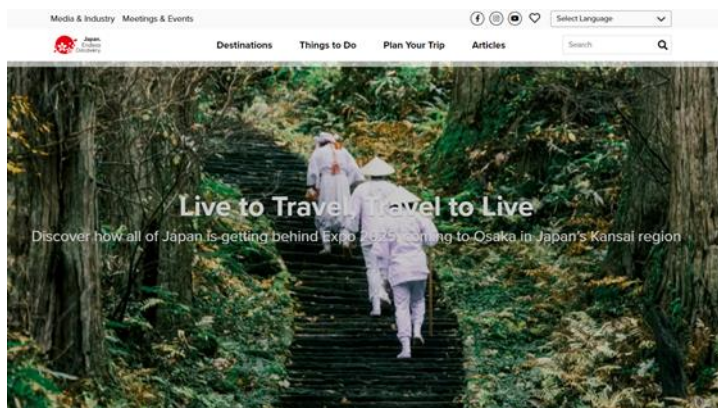 Media & Industry Meetings & Events
Select Language
Japan.
Endless
Discovery.
Destinations Things to Do Plan Your Trip Articles
Search
Live to Travel, Travel to Live
Discover how all of Japan is getting behind Expo 2025, coming to Osaka in Japan's Kansai region